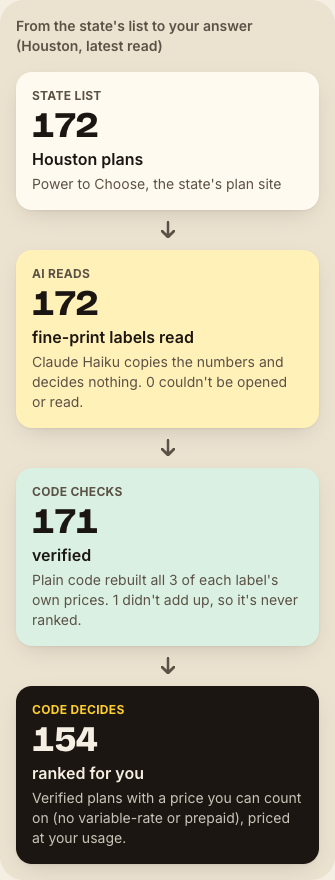 From the state's list to your answer
(Houston, latest read)
STATE LIST
172
Houston plans
Power to Choose, the state's plan site
AI READS
172
fine-print labels read
Claude Haiku copies the numbers and
decides nothing. 0 couldn't be opened
or read.
CODE CHECKS
171
verified
Plain code rebuilt all 3 of each label's
own prices. 1 didn't add up, so it's never
ranked.
CODE DECIDES
154
ranked for you
Verified plans with a price you can count
on (no variable-rate or prepaid), priced
at your usage.